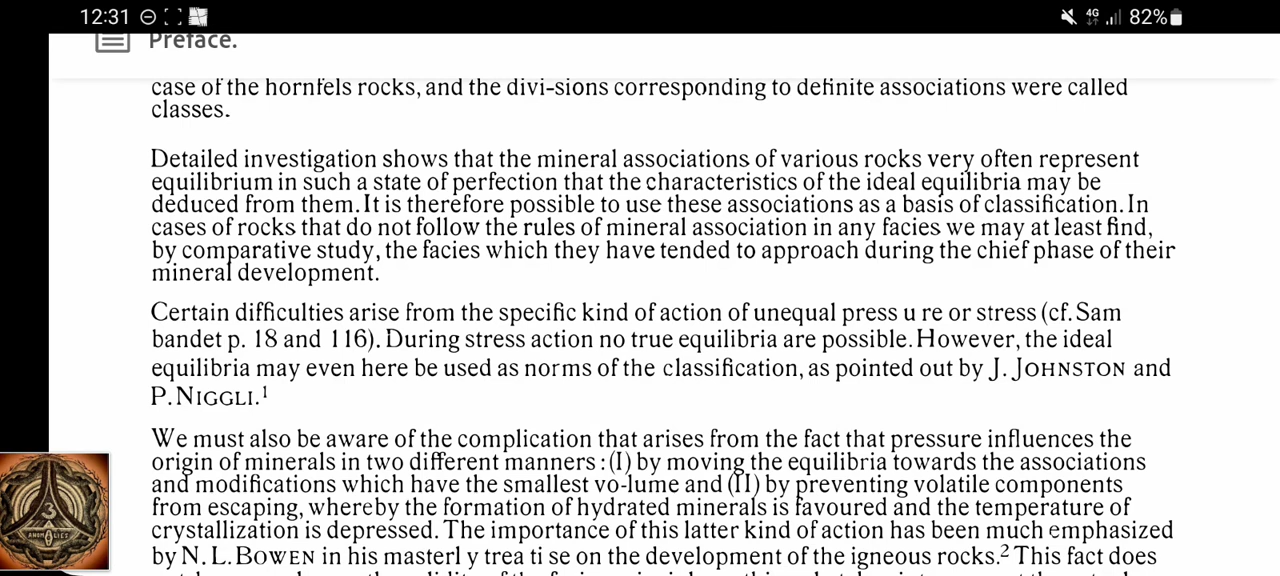 12:31
4G
82%
Preface.
case of the hornfels rocks, and the divi-sions corresponding to definite associations were called
classes.
Detailed investigation shows that the mineral associations of various rocks very often represent
equilibrium in such a state of perfection that the characteristics of the ideal equilibria may be
deduced from them. It is therefore possible to use these associations as a basis of classification. In
cases of rocks that do not follow the rules of mineral association in any facies we may at least find,
by comparative study, the facies which they have tended to approach during the chief phase of their
mineral development.
Certain difficulties arise from the specific kind of action of unequal press u re or stress (cf. Sam
bandet p. 18 and 116). During stress action no true equilibria are possible. However, the ideal
equilibria may even here be used as norms of the classification, as pointed out by J. JOHNSTON and
P. NIGGLI.¹
We must also be aware of the complication that arises from the fact that pressure influences the
origin of minerals in two different manners : (I) by moving the equilibria towards the associations
and modifications which have the smallest vo-lume and (II) by preventing volatile components
from escaping, whereby the formation of hydrated minerals is favoured and the temperature of
crystallization is depressed. The importance of this latter kind of action has been much emphasized
by N. L. BOWEN in his masterl y trea ti se on the development of the igneous rocks.² This fact does
3
ANOMALIES